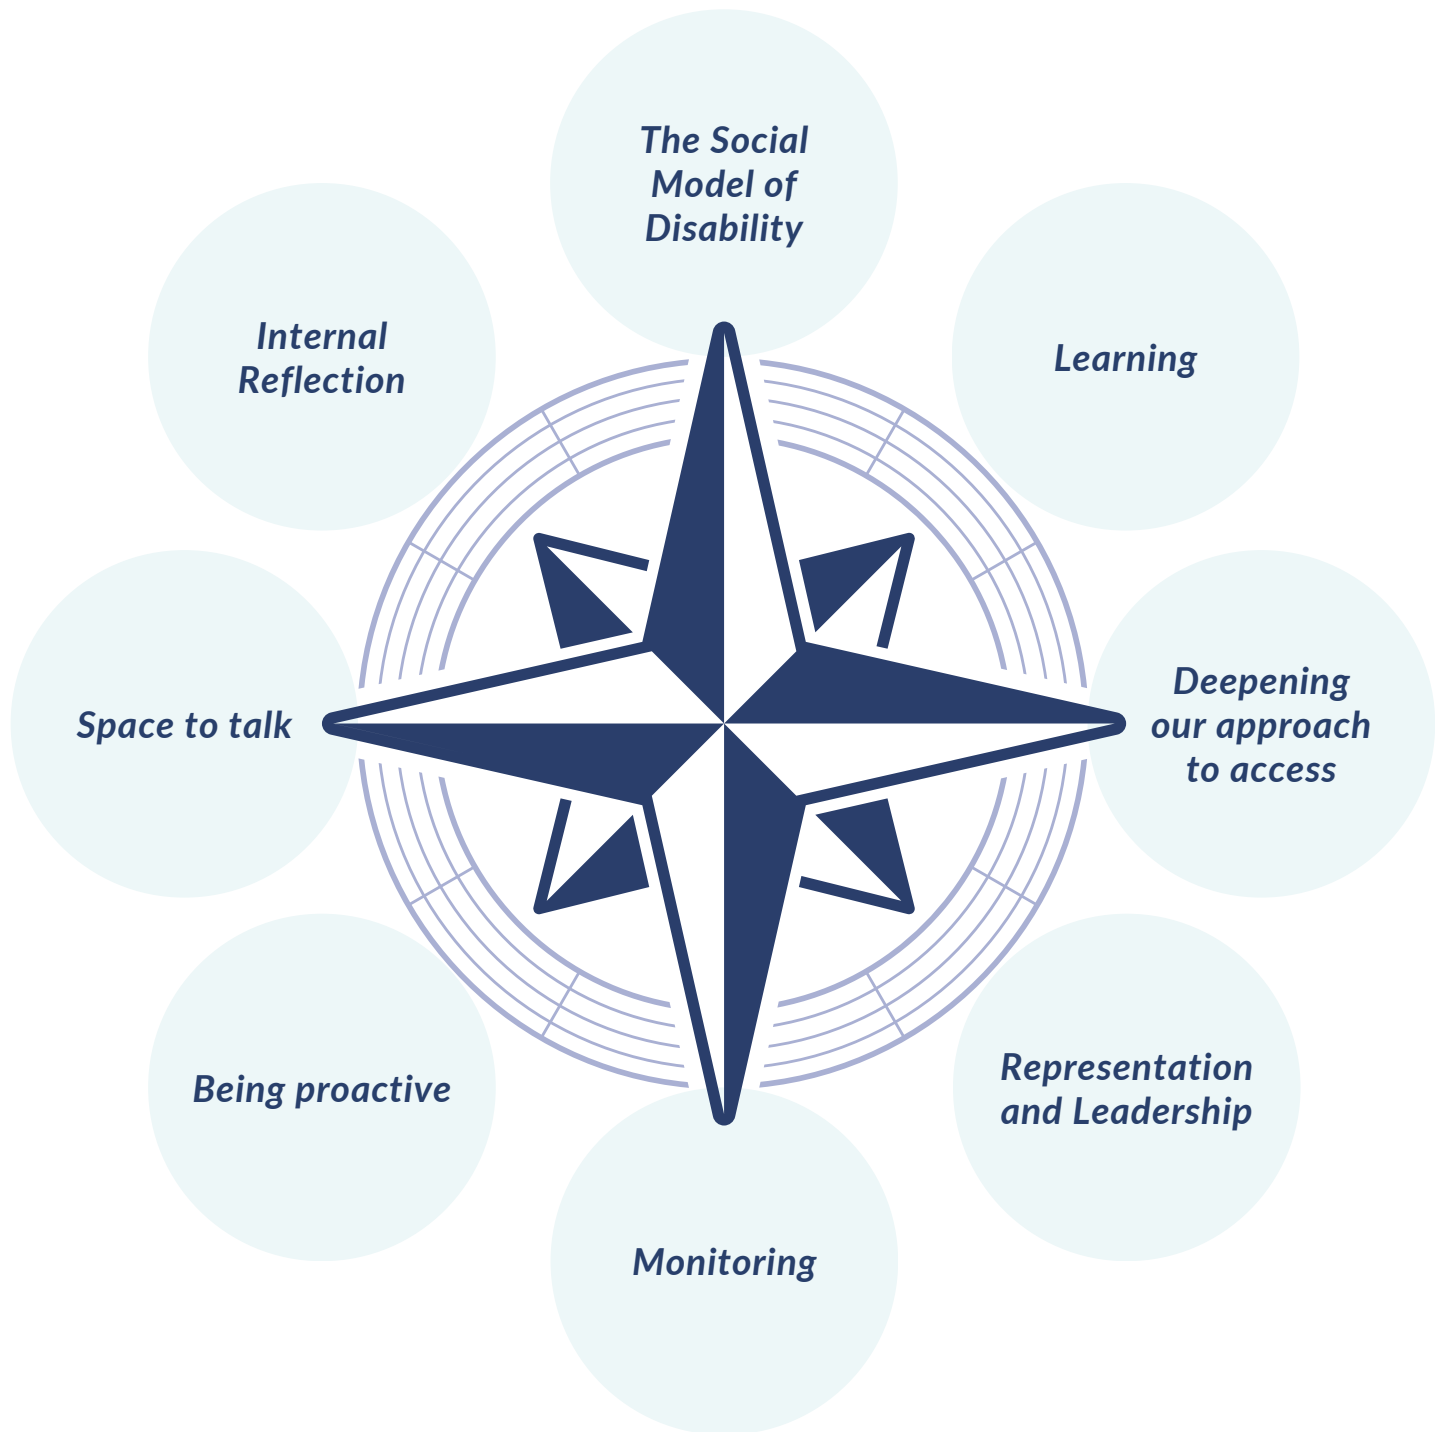 The Social
Model of
Disability
Internal
Reflection
Learning
Space to talk
Deepening
our approach
to access
Being proactive
Representation
and Leadership
Monitoring